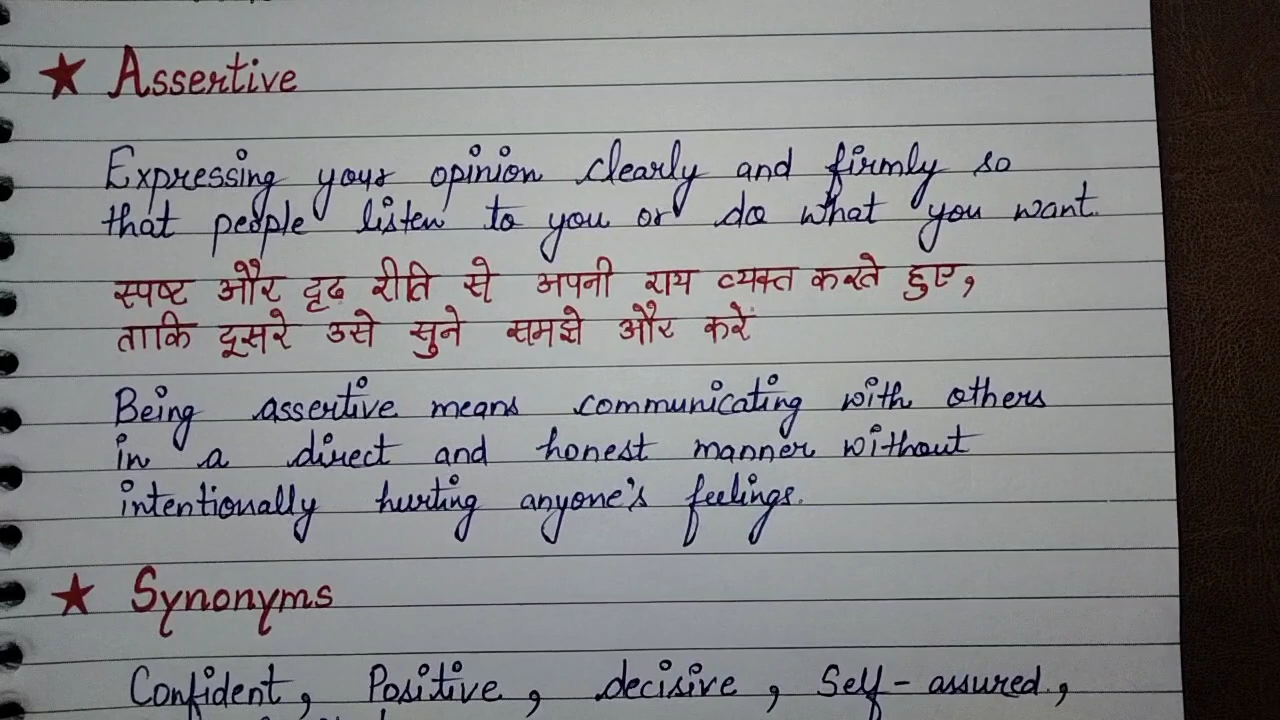 ★ Assertive
Expressing your opinion clearly and firmly so
that people listen to you or do what you want.
स्पष्ट और दृढ रीति से अपनी राय व्यक्त करते हुए,
ताकि दूसरे उसे सुने समझे और करें
Being assertive means communicating with others
in a direct and honest manner without
intentionally hurting anyone's feelings.
★ Synonyms
Confident, Positive, decisive, Self-assured,